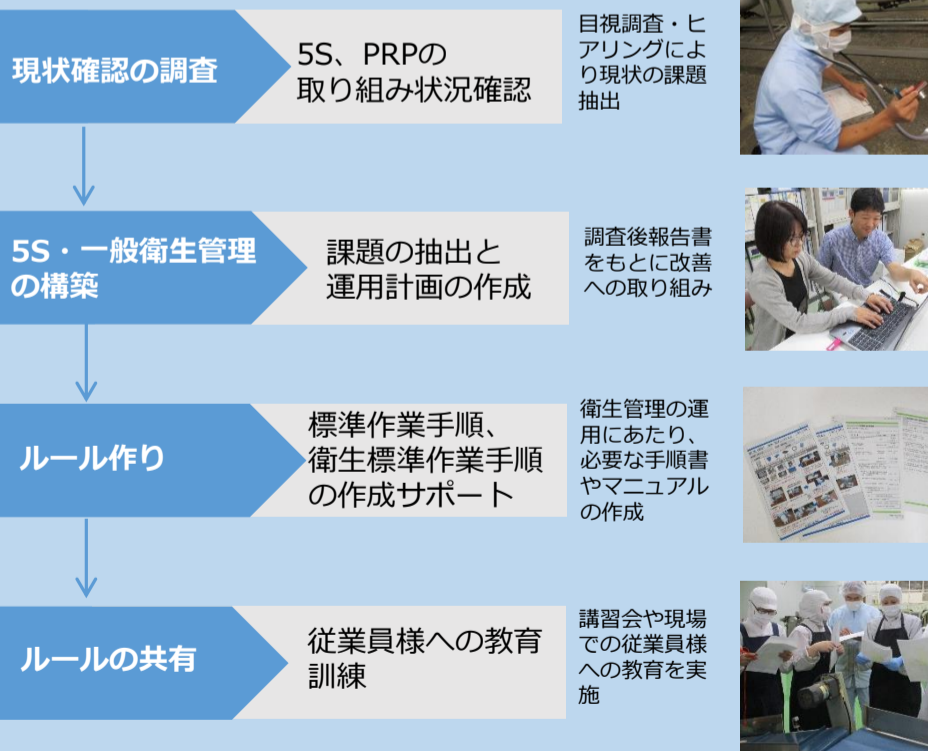 現状確認の調査
5S、PRPの
取り組み状況確認
目視調査・ヒ
アリングによ
り現状の課題
抽出
5S・一般衛生管理
の構築
課題の抽出と
運用計画の作成
調査後報告書
をもとに改善
への取り組み
ルール作り
標準作業手順、
衛生標準作業手順
の作成サポート
衛生管理の運
用にあたり、
必要な手順書
やマニュアル
の作成
ルールの共有
従業員様への教育
訓練
講習会や現場
での従業員様
への教育を実
施